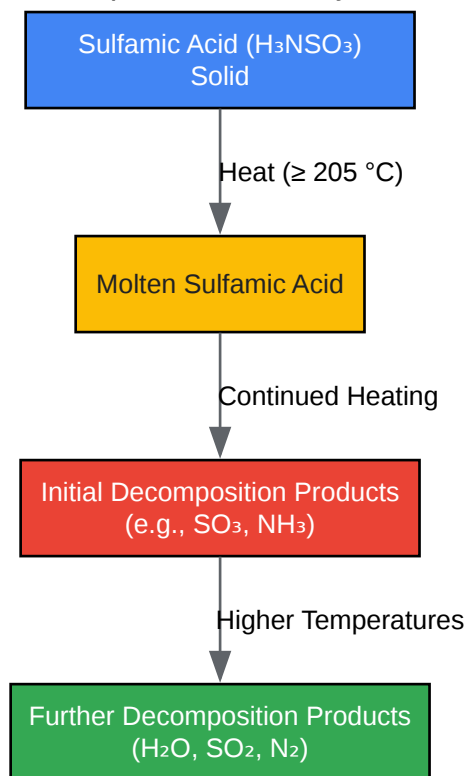 Sulfamic Acid (H₃NSO₃)
Solid
Heat (≥ 205 °C)
Molten Sulfamic Acid
Continued Heating
Initial Decomposition Products
(e.g., SO₃, NH₃)
Higher Temperatures
Further Decomposition Products
(H₂O, SO₂, N₂)